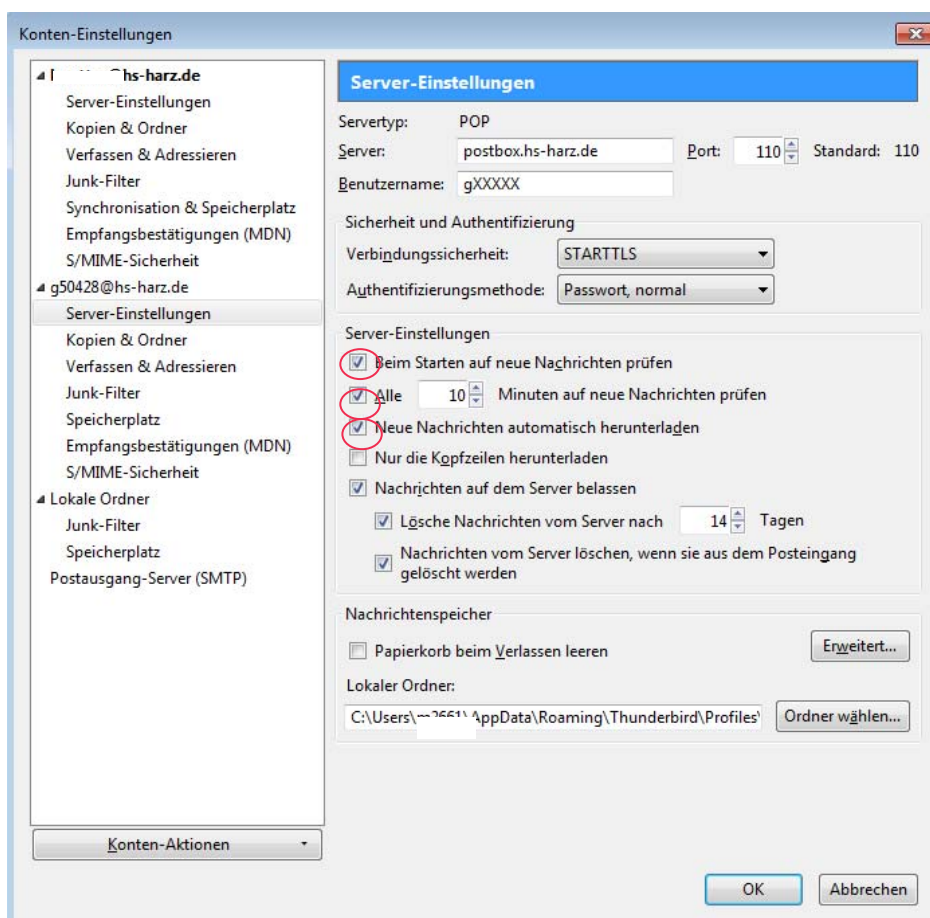 Konten-Einstellungen
hs-harz.de
Server-Einstellungen
Kopien & Ordner
Verfassen & Adressieren
Junk-Filter
Synchronisation & Speicherplatz
Empfangsbestätigungen (MDN)
S/MIME-Sicherheit
g50428@hs-harz.de
Server-Einstellungen
Kopien & Ordner
Verfassen & Adressieren
Junk-Filter
Speicherplatz
Empfangsbestätigungen (MDN)
S/MIME-Sicherheit
Lokale Ordner
Junk-Filter
Speicherplatz
Postausgang-Server (SMTP)
Konten-Aktionen
Server-Einstellungen
Servertyp: POP
Server: postbox.hs-harz.de Port: 110 Standard: 110
Benutzername: gXXXXX
Sicherheit und Authentifizierung
Verbindungssicherheit: STARTTLS
Authentifizierungsmethode: Passwort, normal
Server-Einstellungen
Beim Starten auf neue Nachrichten prüfen
Alle 10 Minuten auf neue Nachrichten prüfen
Neue Nachrichten automatisch herunterladen
Nur die Kopfzeilen herunterladen
Nachrichten auf dem Server belassen
Lösche Nachrichten vom Server nach 14 Tagen
Nachrichten vom Server löschen, wenn sie aus dem Posteingang
gelöscht werden
Nachrichtenspeicher
Papierkorb beim Verlassen leeren
Erweitert...
Lokaler Ordner:
C:\Users\ AppData\Roaming\Thunderbird\Profiles\ Ordner wählen...
OK Abbrechen